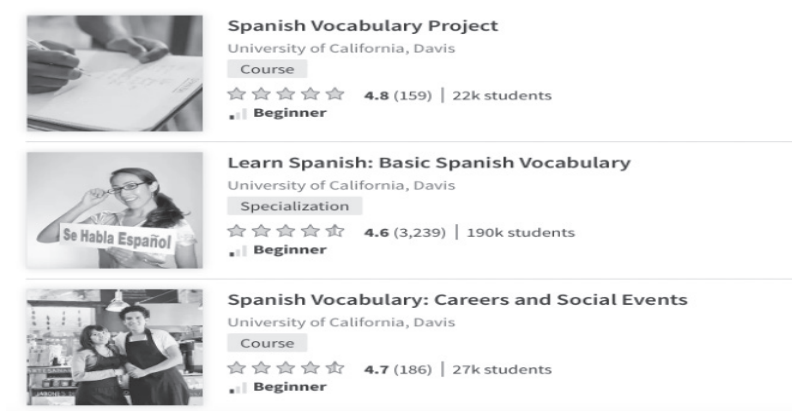 Spanish Vocabulary Project
University of California, Davis
Course
4.8 (159) | 22k students
Beginner
Se Habla Español
Learn Spanish: Basic Spanish Vocabulary
University of California, Davis
Specialization
4.6 (3,239) | 190k students
Beginner
Spanish Vocabulary: Careers and Social Events
University of California, Davis
Course
4.7 (186) | 27k students
Beginner